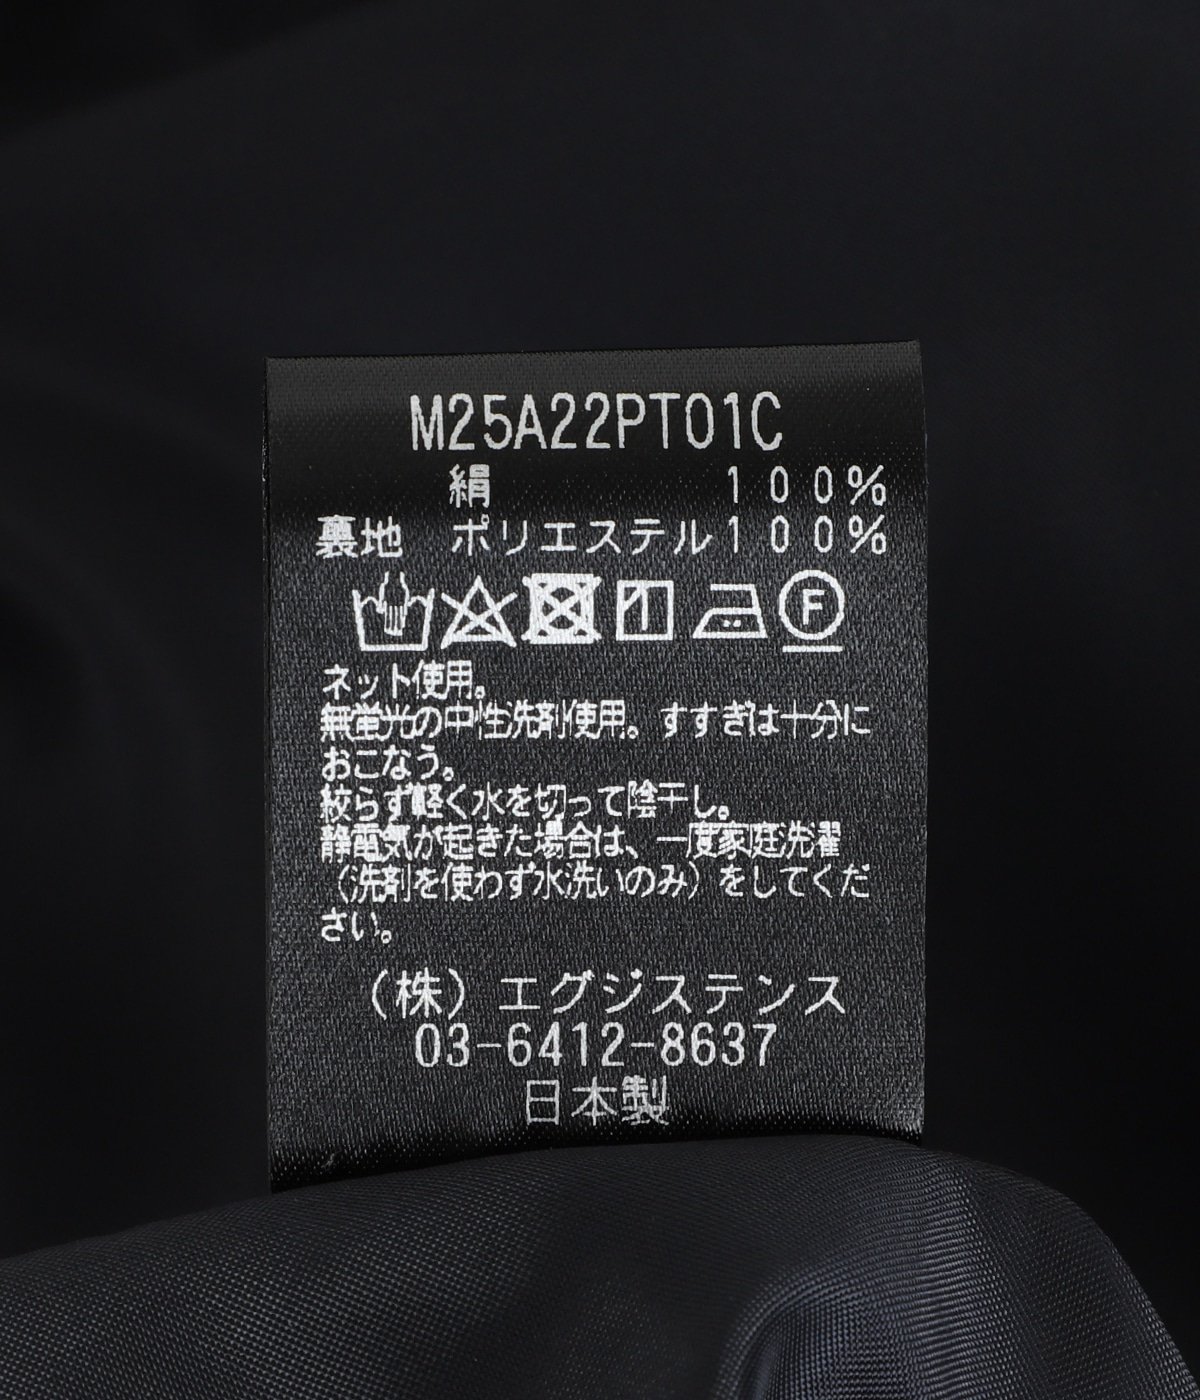 M25A22PT01C
絹 100%
裏地 ポリエステル100%
F
ネット使用。
無蛍光の中性洗剤使用。すすぎは十分に
おこなう。
絞らず軽く水を切って陰干し。
静電気が起きた場合は、一度家庭洗濯
（洗剤を使わず水洗いのみ）をしてくだ
さい。
（株）エグジステンス
03-6412-8637
日本製